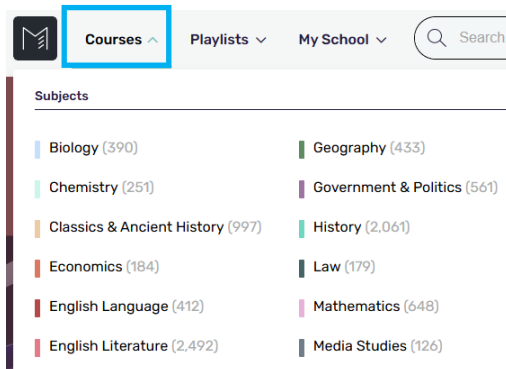 Courses Playlists My School Search
Subjects
Biology (390)
Chemistry (251)
Classics & Ancient History (997)
Economics (184)
English Language (412)
English Literature (2,492)
Geography (433)
Government & Politics (561)
History (2,061)
Law (179)
Mathematics (648)
Media Studies (126)